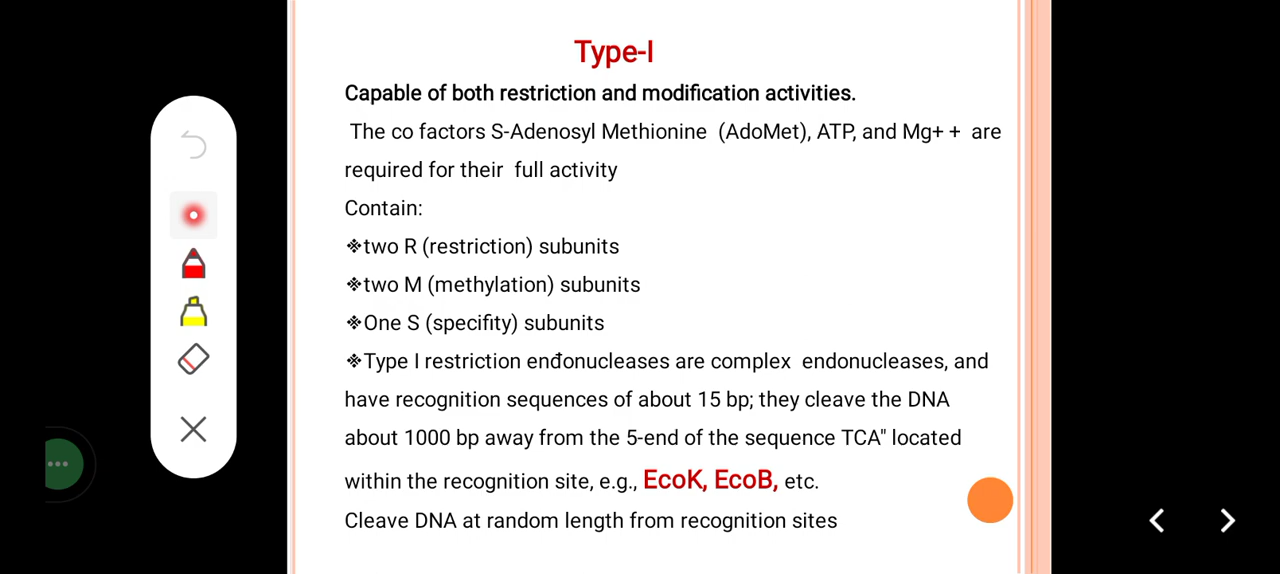 Type-I
Capable of both restriction and modification activities.
The co factors S-Adenosyl Methionine (AdoMet), ATP, and Mg+ + are
required for their full activity
Contain:
❖two R (restriction) subunits
❖two M (methylation) subunits
❖One S (specifity) subunits
❖Type I restriction enđonucleases are complex endonucleases, and
have recognition sequences of about 15 bp; they cleave the DNA
about 1000 bp away from the 5-end of the sequence TCA" located
within the recognition site, e.g., EcoK, EcoB, etc.
Cleave DNA at random length from recognition sites